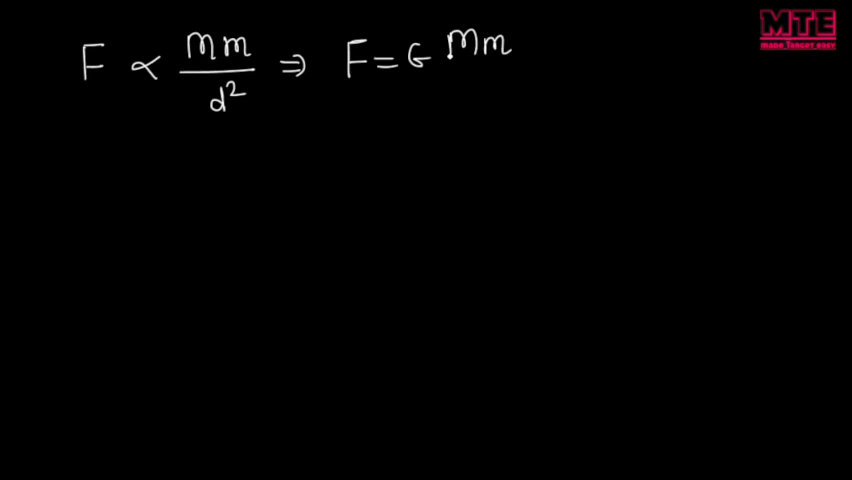 F ∝ Mm / d² ⇒ F = G Mm
MTE
MADE TARGET EASY